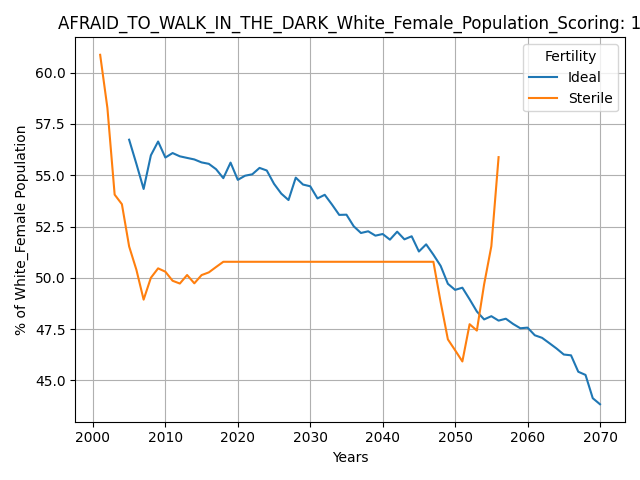 AFRAID_TO_WALK_IN_THE_DARK_White_Female_Population_Scoring: 1
Fertility
Ideal
Sterile
% of White_Female Population
60.0
57.5
55.0
52.5
50.0
47.5
45.0
2000 2010 2020 2030 2040 2050 2060 2070
Years